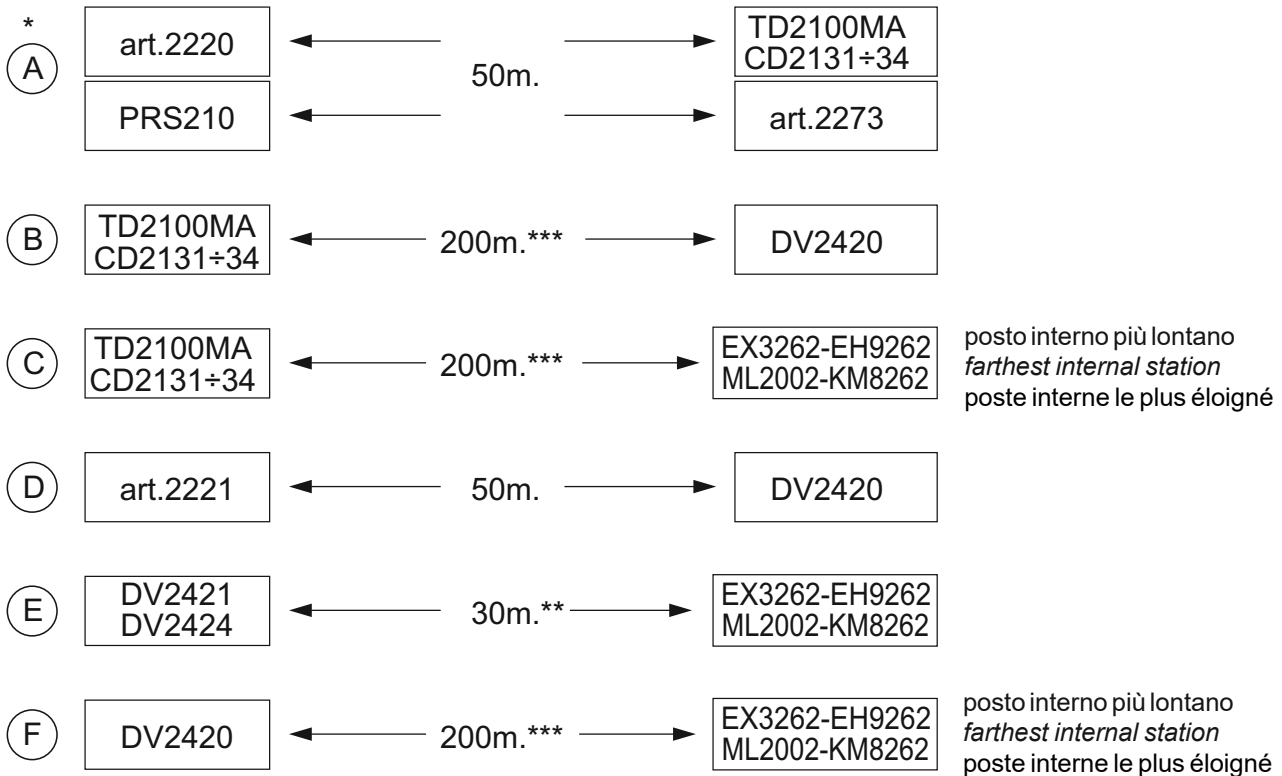 *
A
art.2220
50m.
TD2100MA
CD2131÷34
PRS210
art.2273
B
TD2100MA
CD2131÷34
200m.***
DV2420
C
TD2100MA
CD2131÷34
200m.***
EX3262-EH9262
ML2002-KM8262
posto interno più lontano
farthest internal station
poste interne le plus éloigné
D
art.2221
50m.
DV2420
E
DV2421
DV2424
30m.**
EX3262-EH9262
ML2002-KM8262
F
DV2420
200m.***
EX3262-EH9262
ML2002-KM8262
posto interno più lontano
farthest internal station
poste interne le plus éloigné